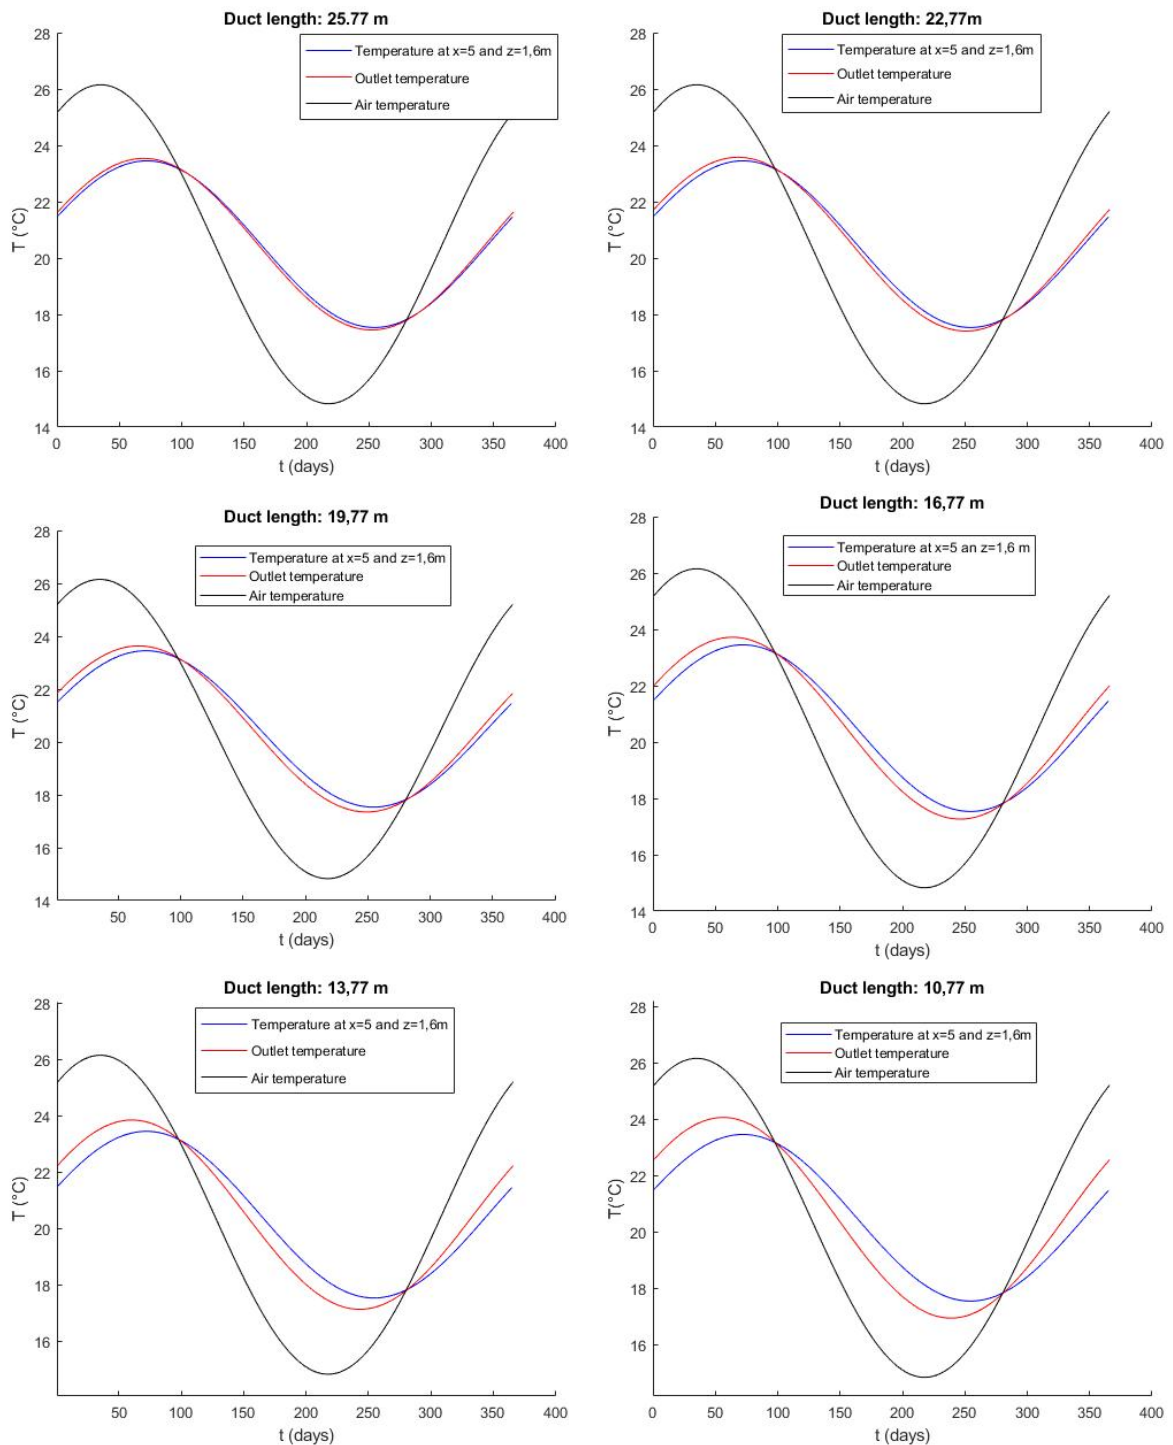 Duct length: 25.77 m
Temperature at x=5 and z=1,6m
Outlet temperature
Air temperature
28
26
24
22
20
18
16
14
T (°C)
0 50 100 150 200 250 300 350 400
t (days)
Duct length: 22,77m
Temperature at x=5 and z=1,6m
Outlet temperature
Air temperature
28
26
24
22
20
18
16
14
T (°C)
0 50 100 150 200 250 300 350 400
t (days)
Duct length: 19,77 m
Temperature at x=5 and z=1,6m
Outlet temperature
Air temperature
28
26
24
22
20
18
16
14
T (°C)
50 100 150 200 250 300 350 400
t (days)
Duct length: 16,77 m
Temperature at x=5 an z=1,6 m
Outlet temperature
Air temperature
28
26
24
22
20
18
16
14
T (°C)
0 50 100 150 200 250 300 350 400
t (days)
Duct length: 13,77 m
Temperature at x=5 and z=1,6m
Outlet temperature
Air temperature
28
26
24
22
20
18
16
T (°C)
50 100 150 200 250 300 350 400
t (days)
Duct length: 10,77 m
Temperature at x=5 and z=1,6m
Outlet temperature
Air temperature
28
26
24
22
20
18
16
T(°C)
0 50 100 150 200 250 300 350 400
t (days)